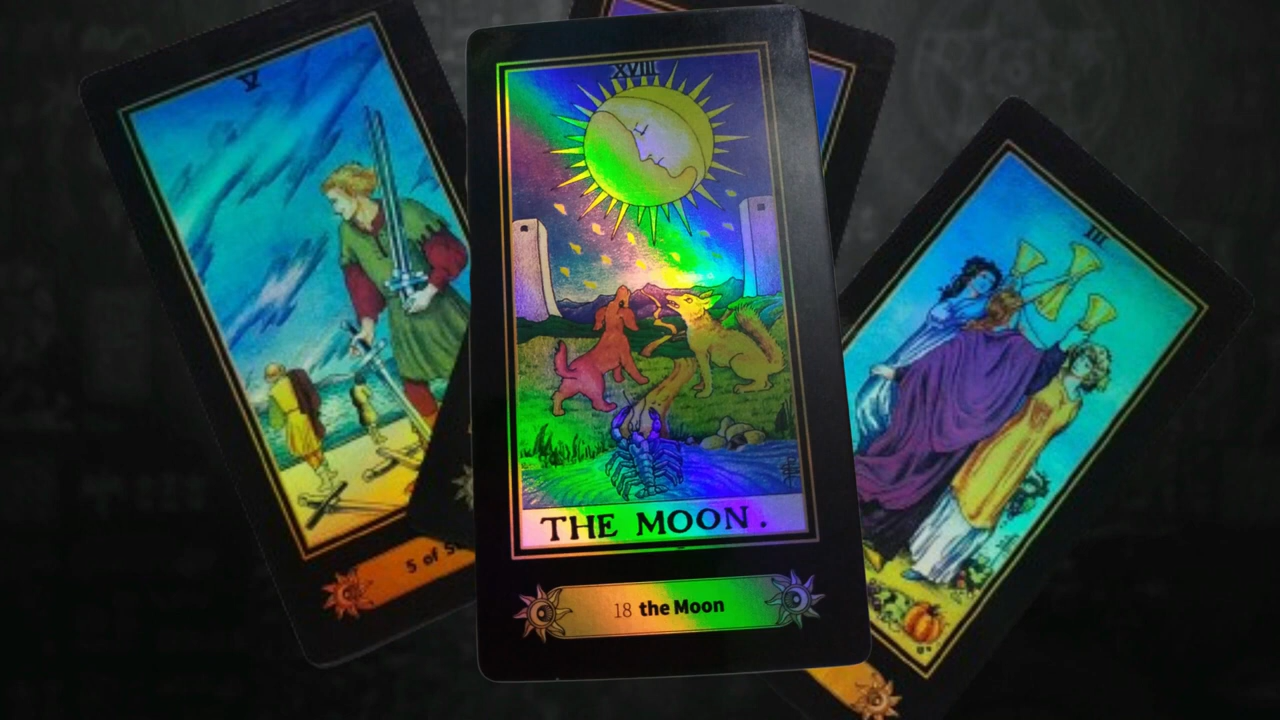 V
5 of
XVIII
THE MOON.
18 the Moon
III